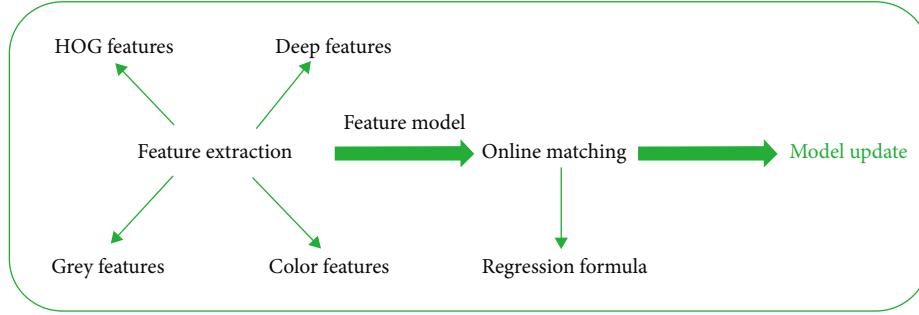 HOG features
Deep features
Feature model
Feature extraction
Online matching
Model update
Grey features
Color features
Regression formula